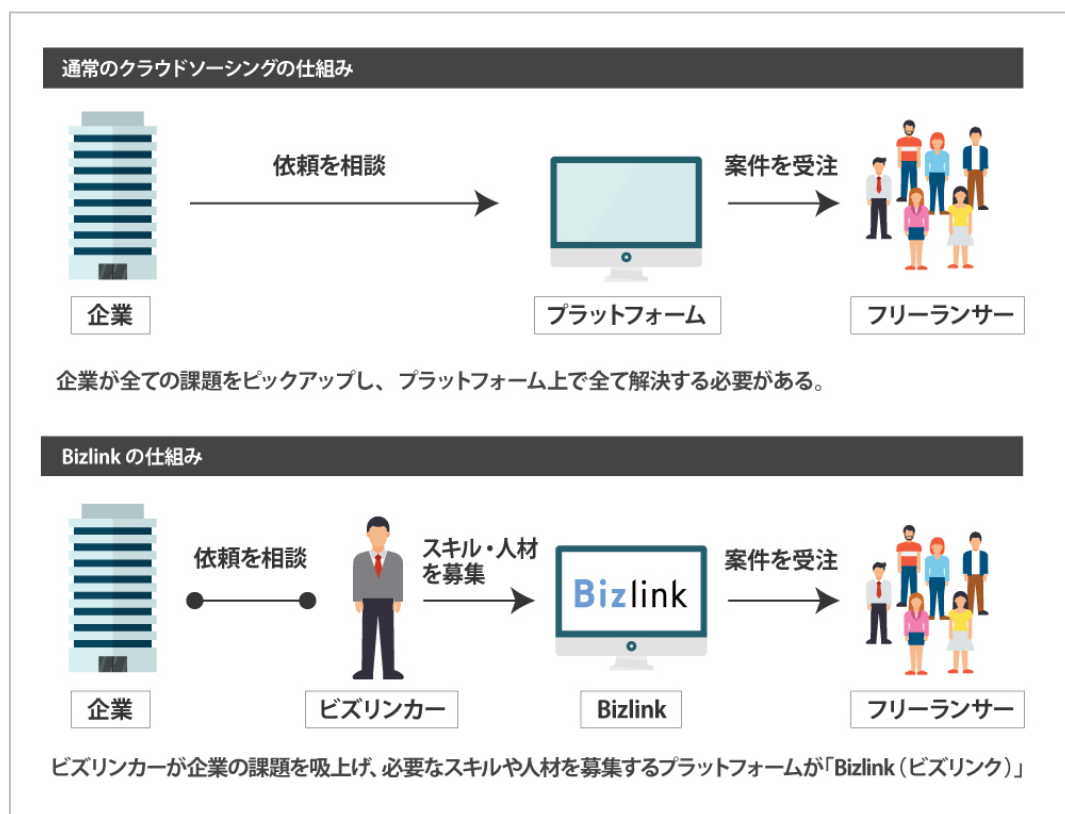 通常のクラウドソーシングの仕組み
依頼を相談
案件を受注
企業
プラットフォーム
フリーランサー
企業が全ての課題をピックアップし、プラットフォーム上で全て解決する必要がある。
Bizlink の仕組み
依頼を相談
スキル・人材
を募集
案件を受注
Bizlink
企業
ビズリンカー
Bizlink
フリーランサー
ビズリンカーが企業の課題を吸上げ、必要なスキルや人材を募集するプラットフォームが「Bizlink（ビズリンク）」